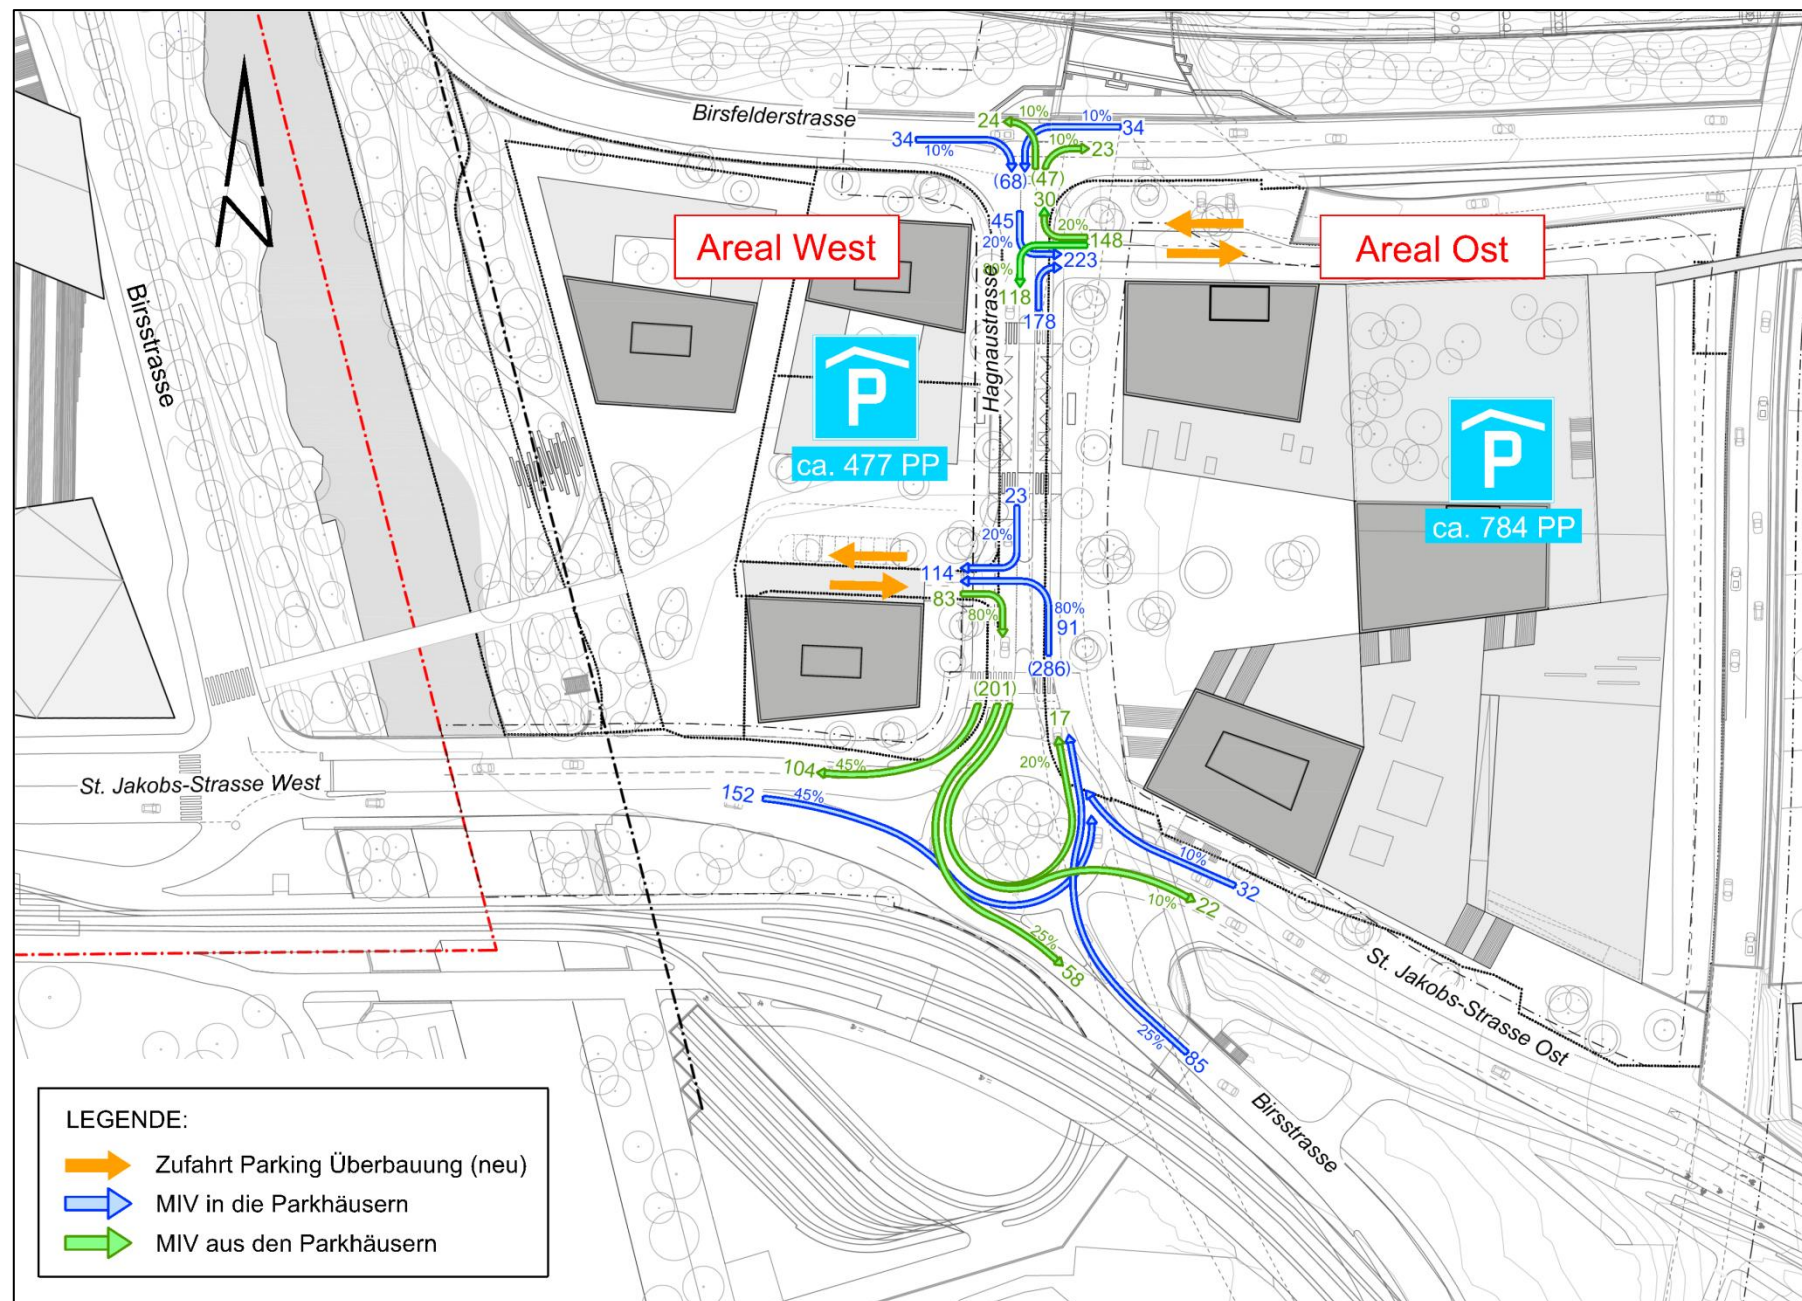 Birsfelderstrasse
24
10%
10%
34
34
10%
10%
23
(68)
(47)
30
45
20%
148
20%
223
80%
118
178
Areal West
Areal Ost
Birsstrasse
Hagnaustrasse
P
ca. 477 PP
P
ca. 784 PP
23
20%
114
83
80%
80%
91
(286)
(201)
17
20%
104
45%
St. Jakobs-Strasse West
152
45%
10%
32
10%
22
25%
58
St. Jakobs-Strasse Ost
25%
85
Birsstrasse
LEGENDE:
Zufahrt Parking Überbauung (neu)
MIV in die Parkhäusern
MIV aus den Parkhäusern